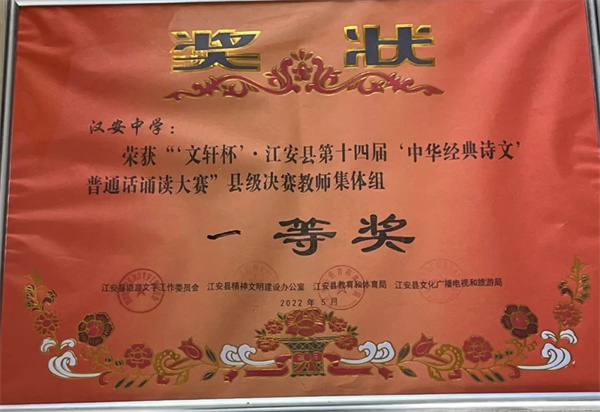 奖状
汉安中学：
荣获“‘文轩杯’·江安县第十四届‘中华经典诗文’
普通话诵读大赛”县级决赛教师集体组
一等奖
江安县语言文字工作委员会 江安县精神文明建设办公室 江安县教育和体育局 江安县文化广播电视和旅游局
2022年5月